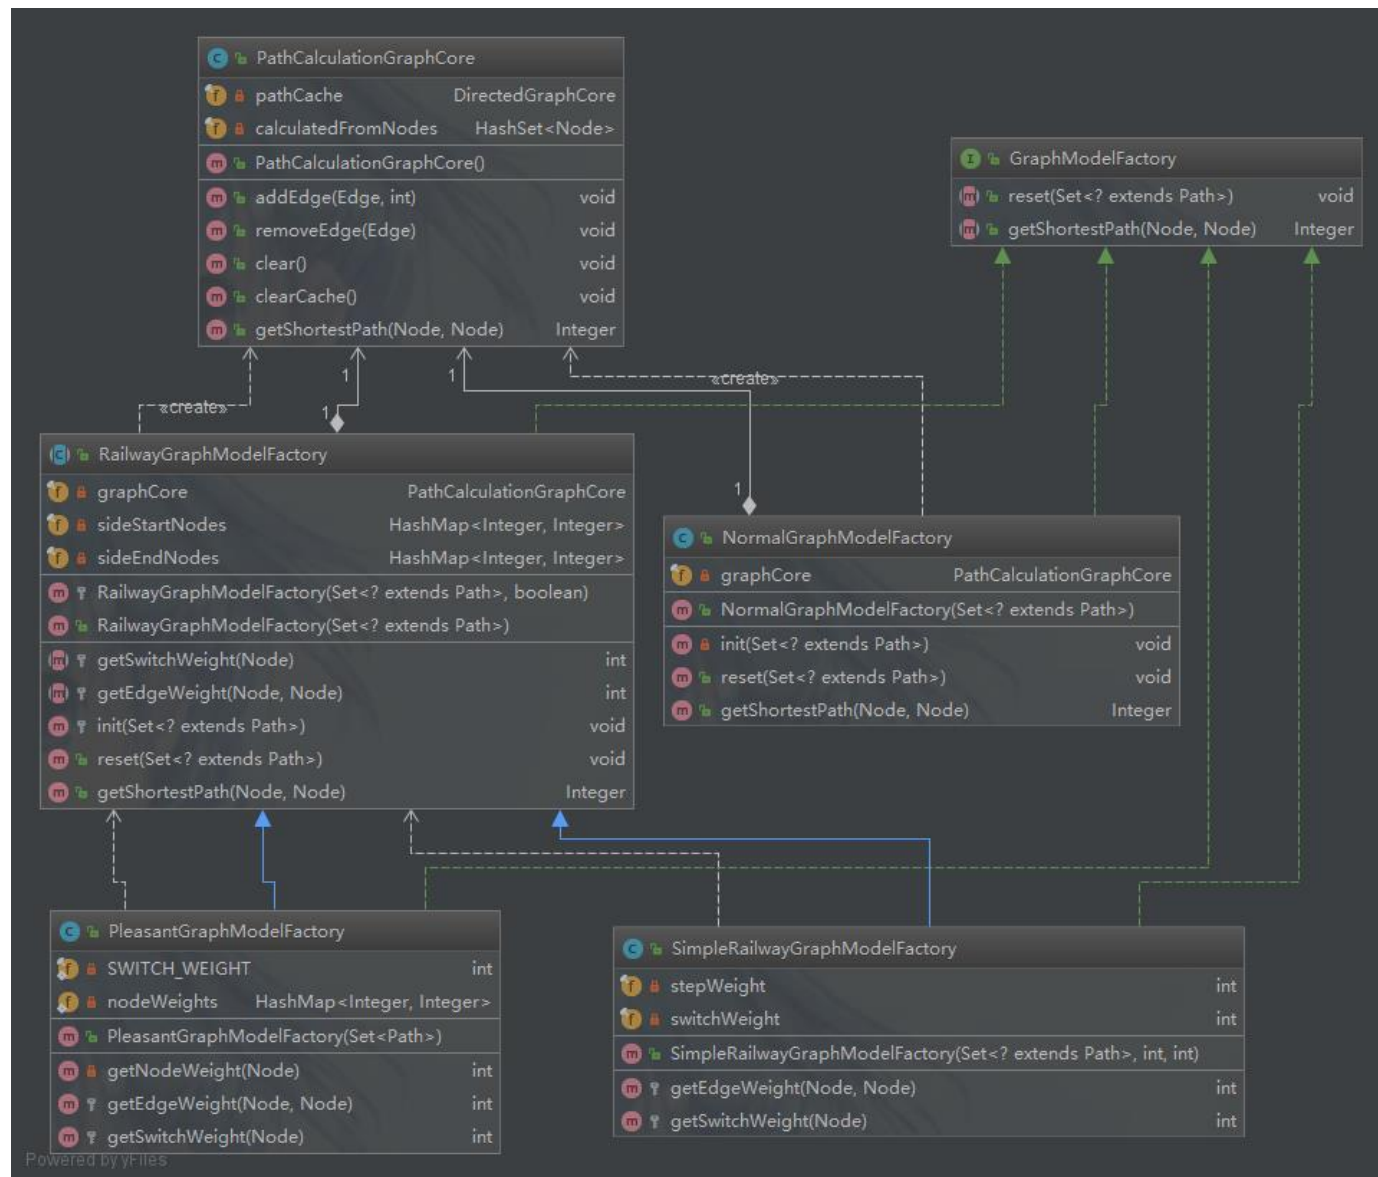 PathCalculationGraphCore
pathCache DirectedGraphCore
calculatedFromNodes HashSet<Node>
PathCalculationGraphCore()
addEdge(Edge, int) void
removeEdge(Edge) void
clear() void
clearCache() void
getShortestPath(Node, Node) Integer
GraphModelFactory
reset(Set<? extends Path>) void
getShortestPath(Node, Node) Integer
1
1
«create»
«create»
1
1
RailwayGraphModelFactory
graphCore PathCalculationGraphCore
sideStartNodes HashMap<Integer, Integer>
sideEndNodes HashMap<Integer, Integer>
RailwayGraphModelFactory(Set<? extends Path>, boolean)
RailwayGraphModelFactory(Set<? extends Path>)
getSwitchWeight(Node) int
getEdgeWeight(Node, Node) int
init(Set<? extends Path>) void
reset(Set<? extends Path>) void
getShortestPath(Node, Node) Integer
NormalGraphModelFactory
graphCore PathCalculationGraphCore
NormalGraphModelFactory(Set<? extends Path>)
init(Set<? extends Path>) void
reset(Set<? extends Path>) void
getShortestPath(Node, Node) Integer
PleasantGraphModelFactory
SWITCH_WEIGHT int
nodeWeights HashMap<Integer, Integer>
PleasantGraphModelFactory(Set<Path>)
getNodeWeight(Node) int
getEdgeWeight(Node, Node) int
getSwitchWeight(Node) int
SimpleRailwayGraphModelFactory
stepWeight int
switchWeight int
SimpleRailwayGraphModelFactory(Set<? extends Path>, int, int)
getEdgeWeight(Node, Node) int
getSwitchWeight(Node) int
Powered by yFiles